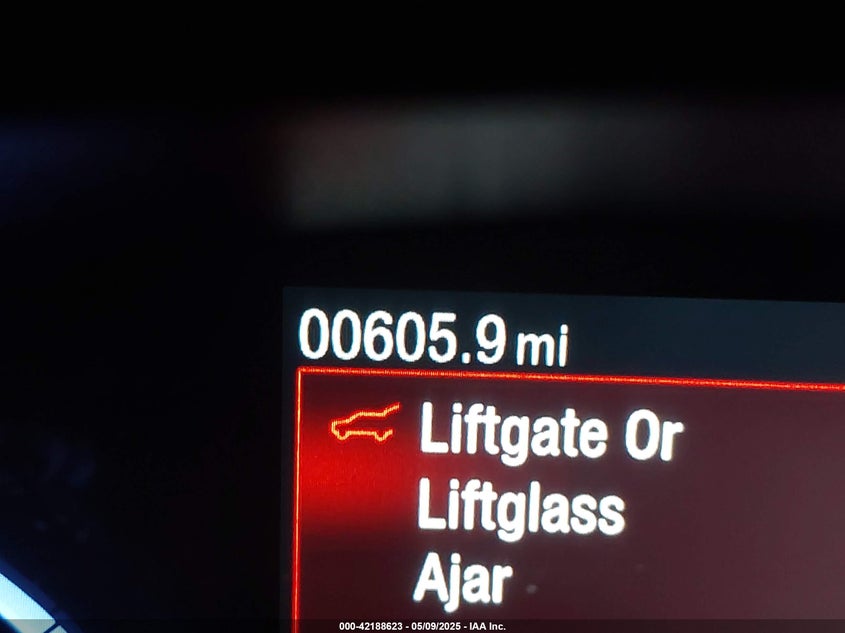 00605.9 mi
Liftgate Or
Liftglass
Ajar
000-42188623 - 05/09/2025 - IAA Inc.